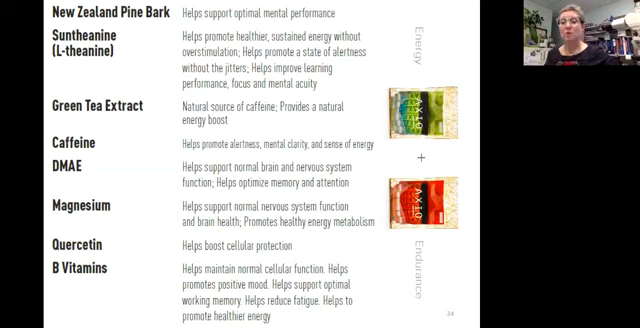 New Zealand Pine Bark Helps support optimal mental performance
Suntheanine Helps promote healthier, sustained energy without
(L-theanine) overstimulation; Helps promote a state of alertness
without the jitters; Helps improve learning
performance, focus and mental acuity
Green Tea Extract Natural source of caffeine; Provides a natural
energy boost
Caffeine Helps promote alertness, mental clarity, and sense of energy
DMAE Helps support normal brain and nervous system
function; Helps optimize memory and attention
Magnesium Helps support normal nervous system function
and brain health; Promotes healthy energy metabolism
Quercetin Helps boost cellular protection
B Vitamins Helps maintain normal cellular function. Helps
promotes positive mood. Helps support optimal
working memory. Helps reduce fatigue. Helps to
promote healthier energy
Energy
AXIO
+
AXIO
Endurance
34